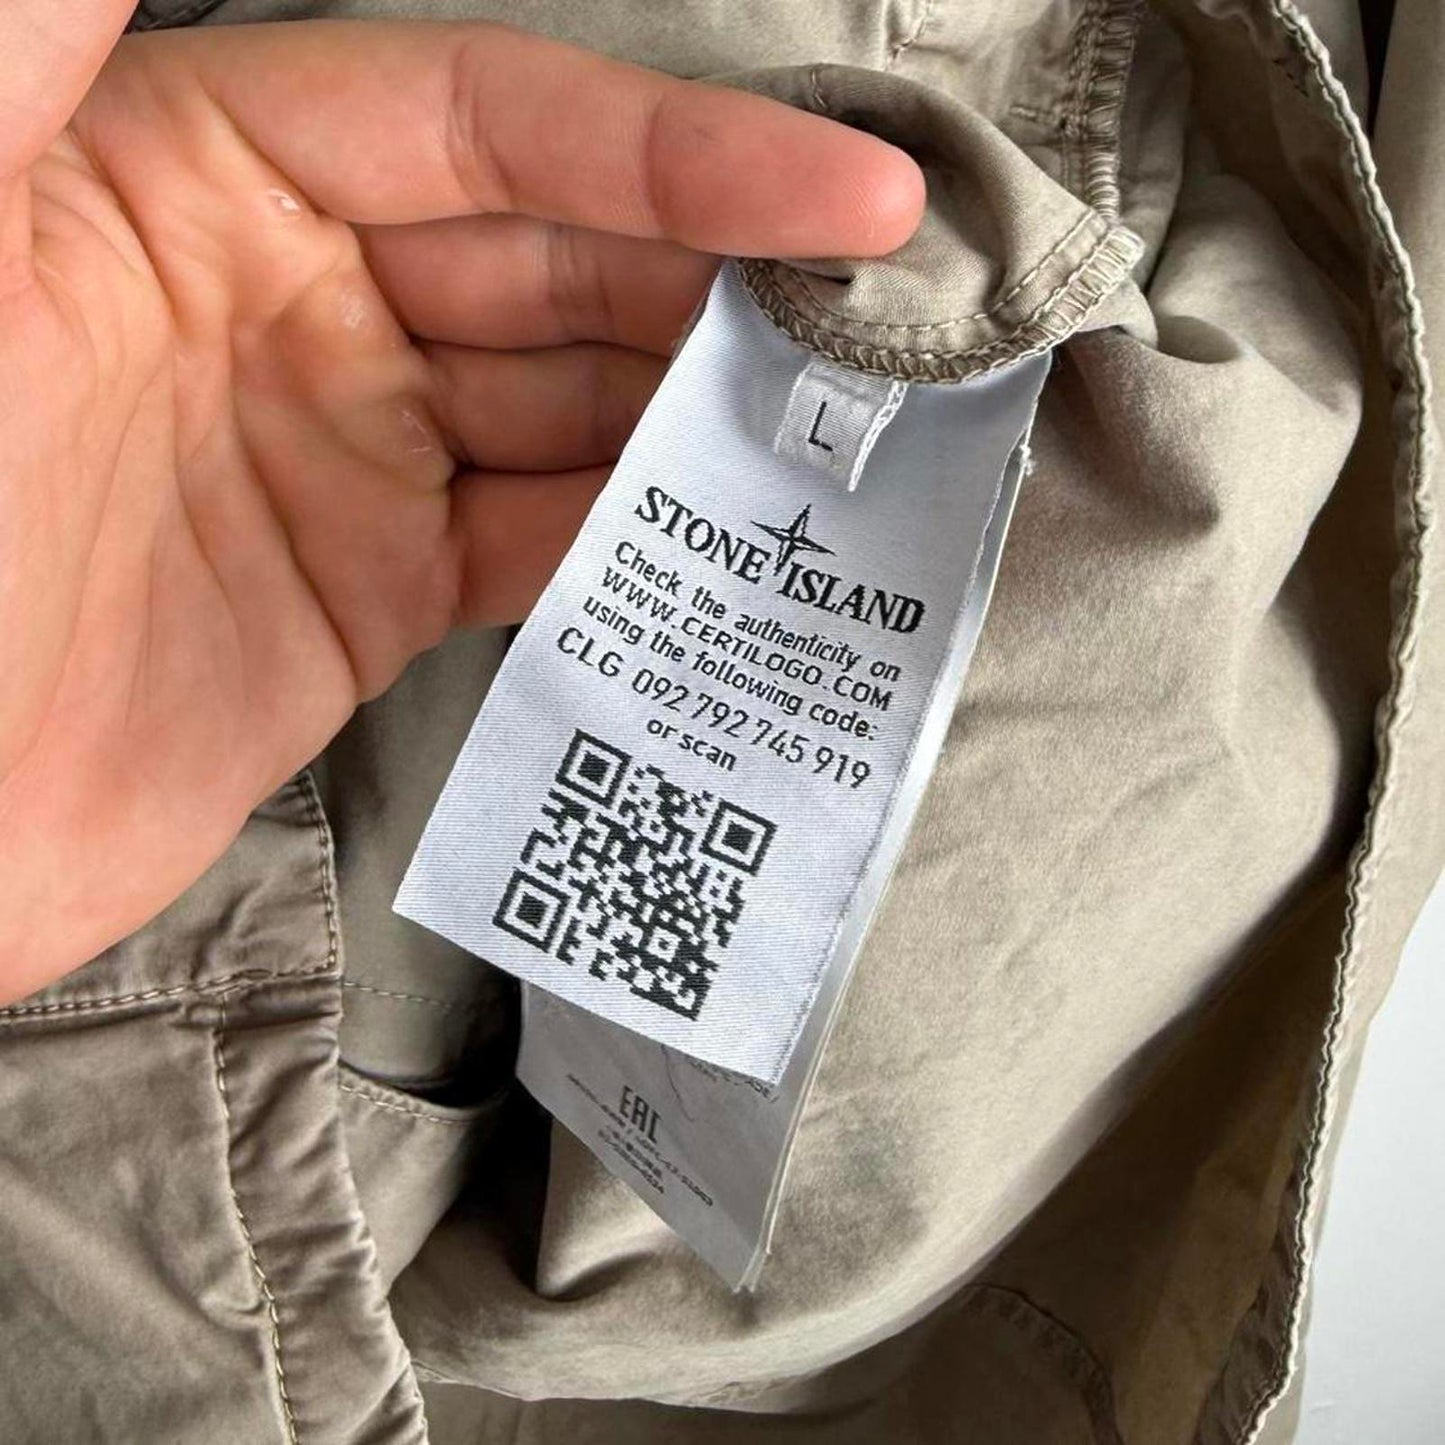 L
STONE ISLAND
Check the authenticity on
WWW.CERTILOGO.COM
using the following code:
CLG 092 792 745 919
or scan
EAC